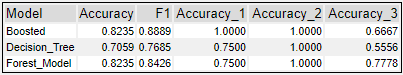 Model Accuracy F1 Accuracy_1 Accuracy_2 Accuracy_3
Boosted 0.8235 0.8889 1.0000 1.0000 0.6667
Decision_Tree 0.7059 0.7685 0.7500 1.0000 0.5556
Forest_Model 0.8235 0.8426 0.7500 1.0000 0.7778